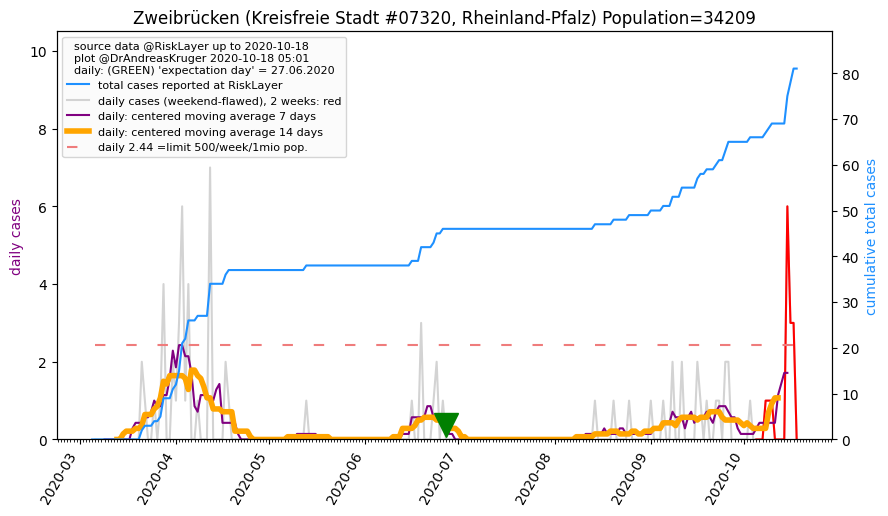 Zweibrücken (Kreisfreie Stadt #07320, Rheinland-Pfalz) Population=34209
source data @RiskLayer up to 2020-10-18
plot @DrAndreasKruger 2020-10-18 05:01
daily: (GREEN) 'expectation day' = 27.06.2020
total cases reported at RiskLayer
daily cases (weekend-flawed), 2 weeks: red
daily: centered moving average 7 days
daily: centered moving average 14 days
daily 2.44 =limit 500/week/1mio pop.
daily cases
10
8
6
4
2
0
cumulative total cases
80
70
60
50
40
30
20
10
0
2020-03
2020-04
2020-05
2020-06
2020-07
2020-08
2020-09
2020-10